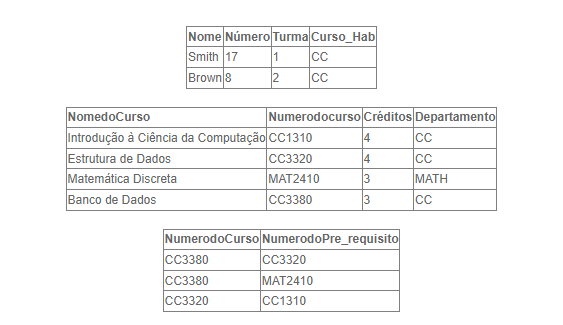 Nome Número Turma Curso_Hab
Smith 17 1 CC
Brown 8 2 CC
NomedoCurso Numerodocurso Créditos Departamento
Introdução á Ciência da Computação CC1310 4 CC
Estrutura de Dados CC3320 4 CC
Matemática Discreta MAT2410 3 MATH
Banco de Dados CC3380 3 CC
NumerodoCurso NumerodoPre_requisito
CC3380 CC3320
CC3380 MAT2410
CC3320 CC1310